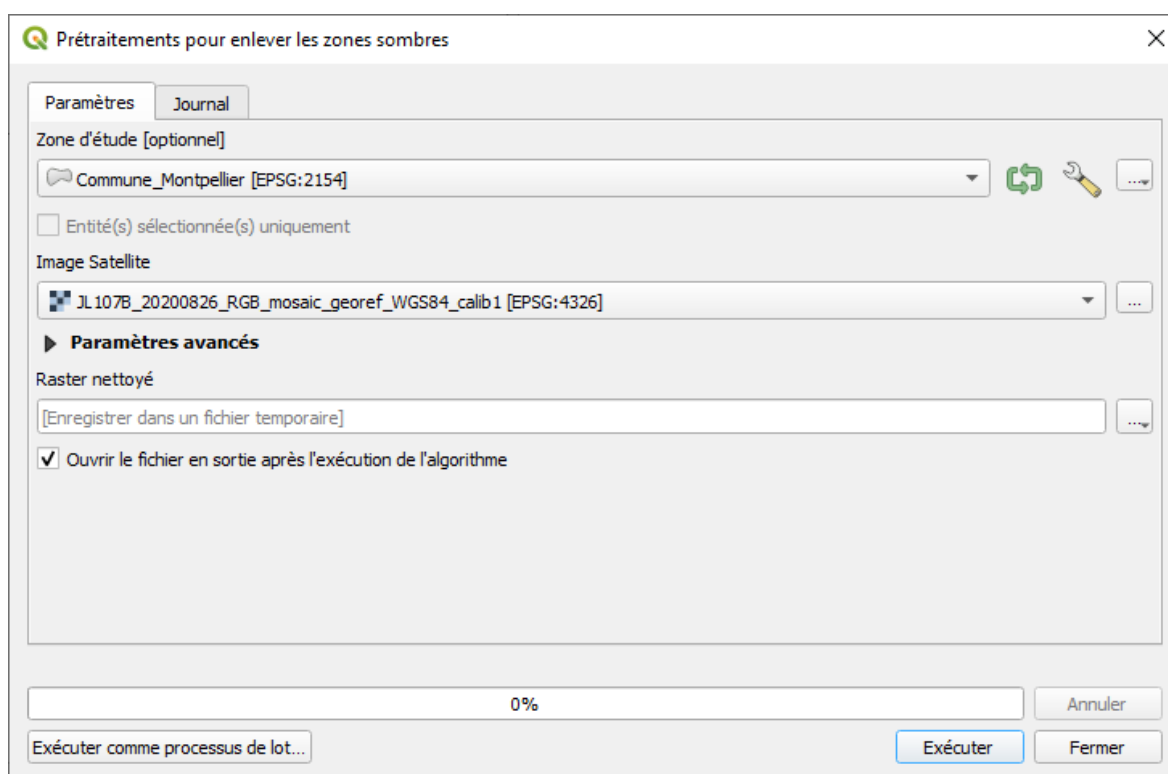 Prétraitements pour enlever les zones sombres
Paramètres
Journal
Zone d'étude [optionnel]
Commune_Montpellier [EPSG:2154]
...
Entité(s) sélectionnée(s) uniquement
Image Satellite
JL107B_20200826_RGB_mosaic_georef_WGS84_calib1 [EPSG:4326]
...
Paramètres avancés
Raster nettoyé
[Enregistrer dans un fichier temporaire]
...
Ouvrir le fichier en sortie après l'exécution de l'algorithme
0%
Annuler
Exécuter comme processus de lot...
Exécuter
Fermer